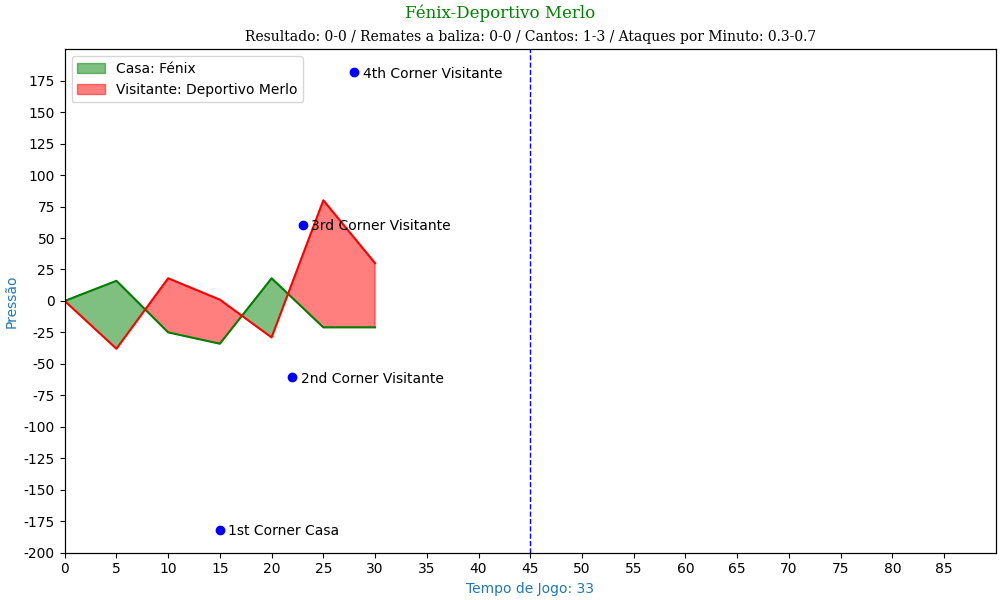 Fénix-Deportivo Merlo
Resultado: 0-0 / Remates a baliza: 0-0 / Cantos: 1-3 / Ataques por Minuto: 0.3-0.7
Casa: Fénix
Visitante: Deportivo Merlo
4th Corner Visitante
3rd Corner Visitante
2nd Corner Visitante
1st Corner Casa
Pressão
175
150
125
100
75
50
25
0
-25
-50
-75
-100
-125
-150
-175
-200
0 5 10 15 20 25 30 35 40 45 50 55 60 65 70 75 80 85
Tempo de Jogo: 33